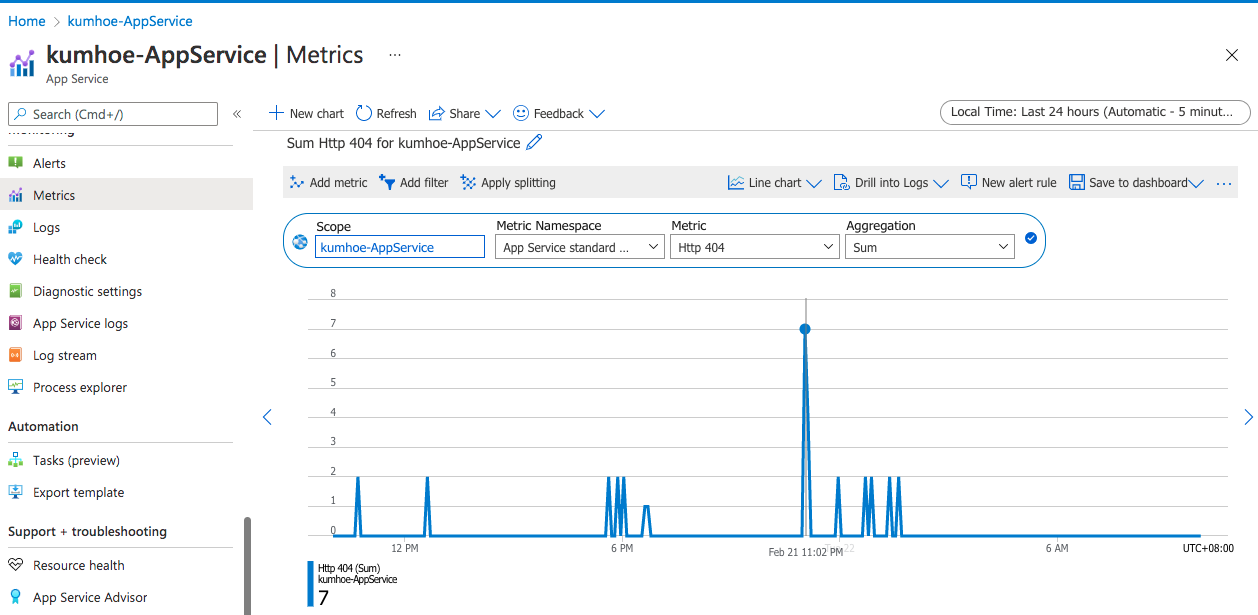 Home > kumhoe-AppService
kumhoe-AppService | Metrics ...
App Service
Search (Cmd+/) «
New chart Refresh Share Feedback
Local Time: Last 24 hours (Automatic - 5 minut...
Monitoring
Alerts
Metrics
Logs
Health check
Diagnostic settings
App Service logs
Log stream
Process explorer
Automation
Tasks (preview)
Export template
Support + troubleshooting
Resource health
App Service Advisor
Sum Http 404 for kumhoe-AppService
Add metric Add filter Apply splitting Line chart Drill into Logs New alert rule Save to dashboard ...
Scope Metric Namespace Metric Aggregation
kumhoe-AppService App Service standard ... Http 404 Sum
8
7
6
5
4
3
2
1
0
12 PM 6 PM Feb 21 11:02 PM 22 6 AM UTC+08:00
Http 404 (Sum)
kumhoe-AppService
7